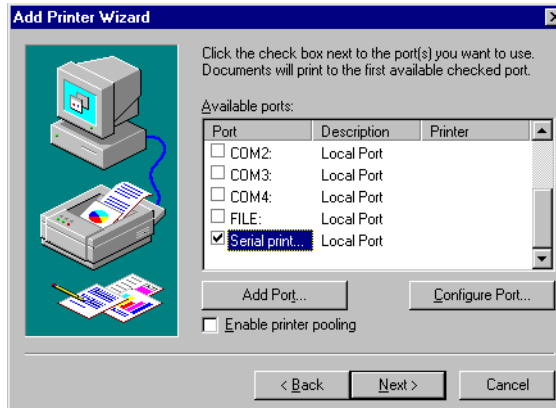 Add Printer Wizard
Click the check box next to the port(s) you want to use.
Documents will print to the first available checked port.
Available ports:
Port Description Printer
COM2: Local Port
COM3: Local Port
COM4: Local Port
FILE: Local Port
Serial print... Local Port
Add Port... Configure Port...
Enable printer pooling
< Back Next > Cancel